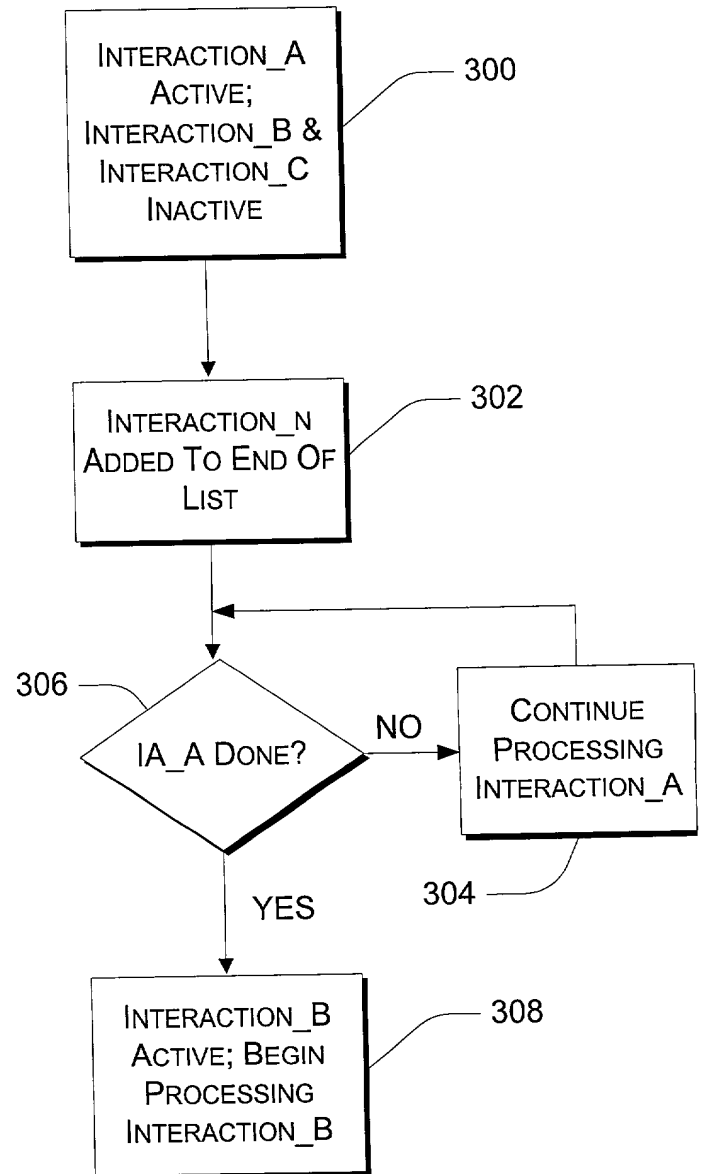 INTERACTION_A
ACTIVE;
INTERACTION_B &
INTERACTION_C
INACTIVE
300
INTERACTION_N
ADDED TO END OF
LIST
302
306
IA_A DONE?
NO
CONTINUE
PROCESSING
INTERACTION_A
304
YES
INTERACTION_B
ACTIVE; BEGIN
PROCESSING
INTERACTION_B
308